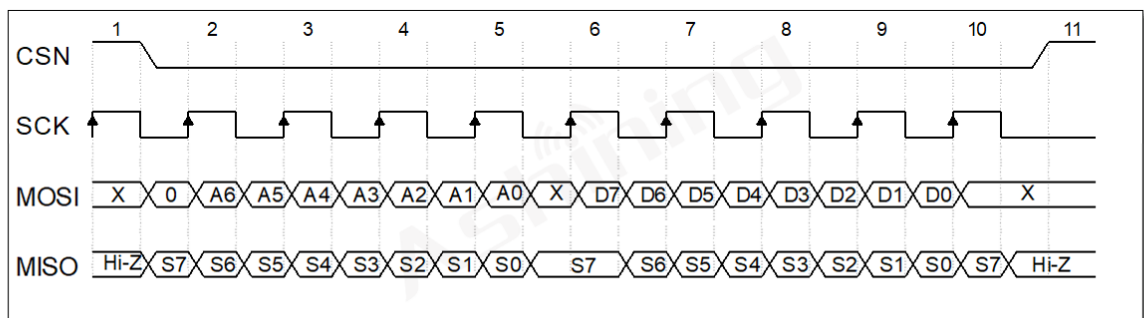 1 2 3 4 5 6 7 8 9 10 11
CSN
SCK
MOSI X 0 A6 A5 A4 A3 A2 A1 A0 X D7 D6 D5 D4 D3 D2 D1 D0 X
MISO Hi-Z S7 S6 S5 S4 S3 S2 S1 S0 S7 S6 S5 S4 S3 S2 S1 S0 S7 Hi-Z
Ashining